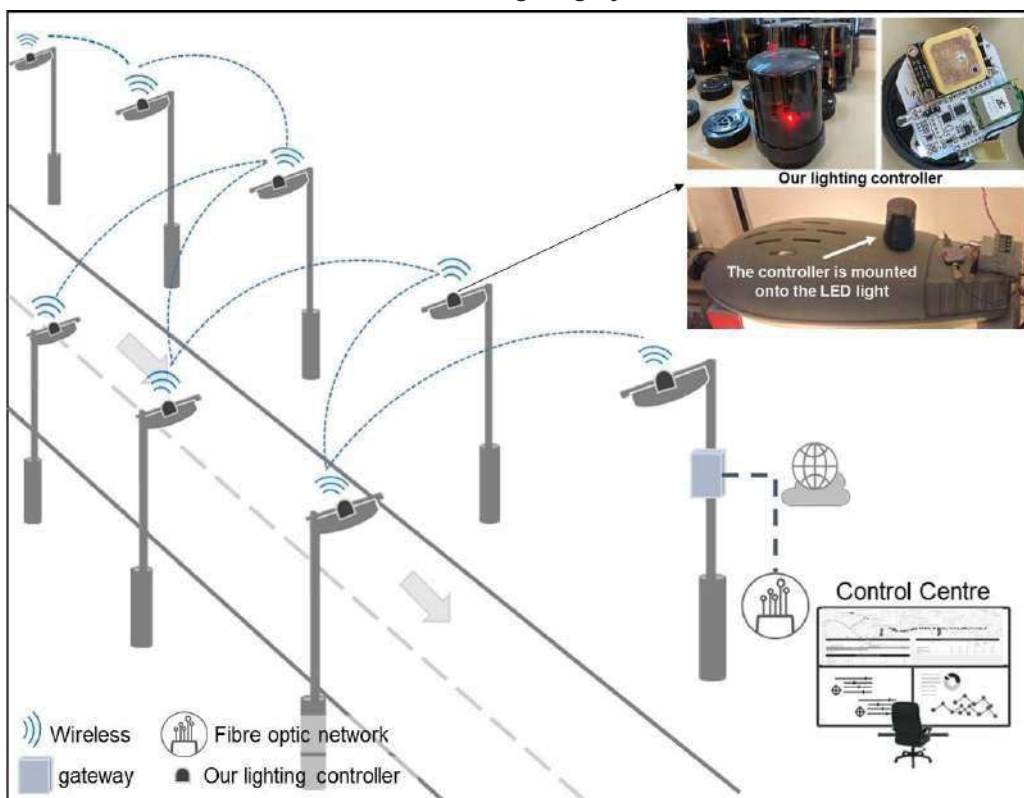 Our lighting controller
The controller is mounted
onto the LED light
Control Centre
Wireless
Fibre optic network
gateway
Our lighting controller